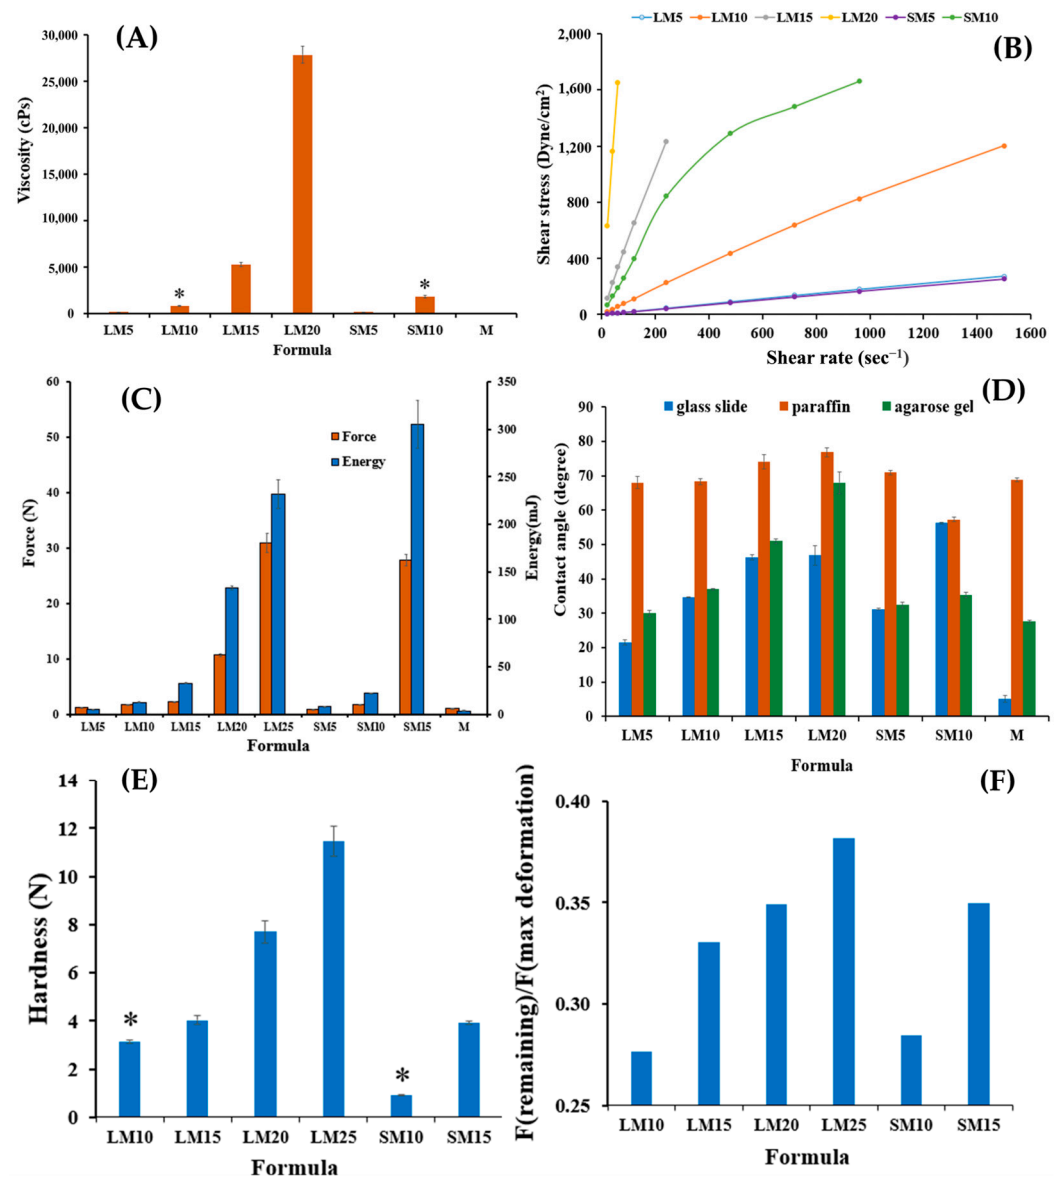 (A)
Viscosity (cPs)
35,000
30,000
25,000
20,000
15,000
10,000
5,000
0
*
*
LM5 LM10 LM15 LM20 SM5 SM10 M
Formula
LM5 LM10 LM15 LM20 SM5 SM10
(B)
Shear stress (Dyne/cm²)
2,000
1,600
1,200
800
400
0
0 200 400 600 800 1000 1200 1400 1600
Shear rate (sec⁻¹)
(C)
Force (N)
60
50
40
30
20
10
0
Force
Energy
Energy(mJ)
350
300
250
200
150
100
50
0
LM5 LM10 LM15 LM20 LM25 SM5 SM10 SM15 M
Formula
(D)
glass slide paraffin agarose gel
Contact angle (degree)
90
80
70
60
50
40
30
20
10
0
LM5 LM10 LM15 LM20 SM5 SM10 M
Formula
(E)
Hardness (N)
14
12
10
8
6
4
2
0
*
*
LM10 LM15 LM20 LM25 SM10 SM15
Formula
(F)
F(remaining)/F(max deformation)
0.40
0.35
0.30
0.25
LM10 LM15 LM20 LM25 SM10 SM15
Formula